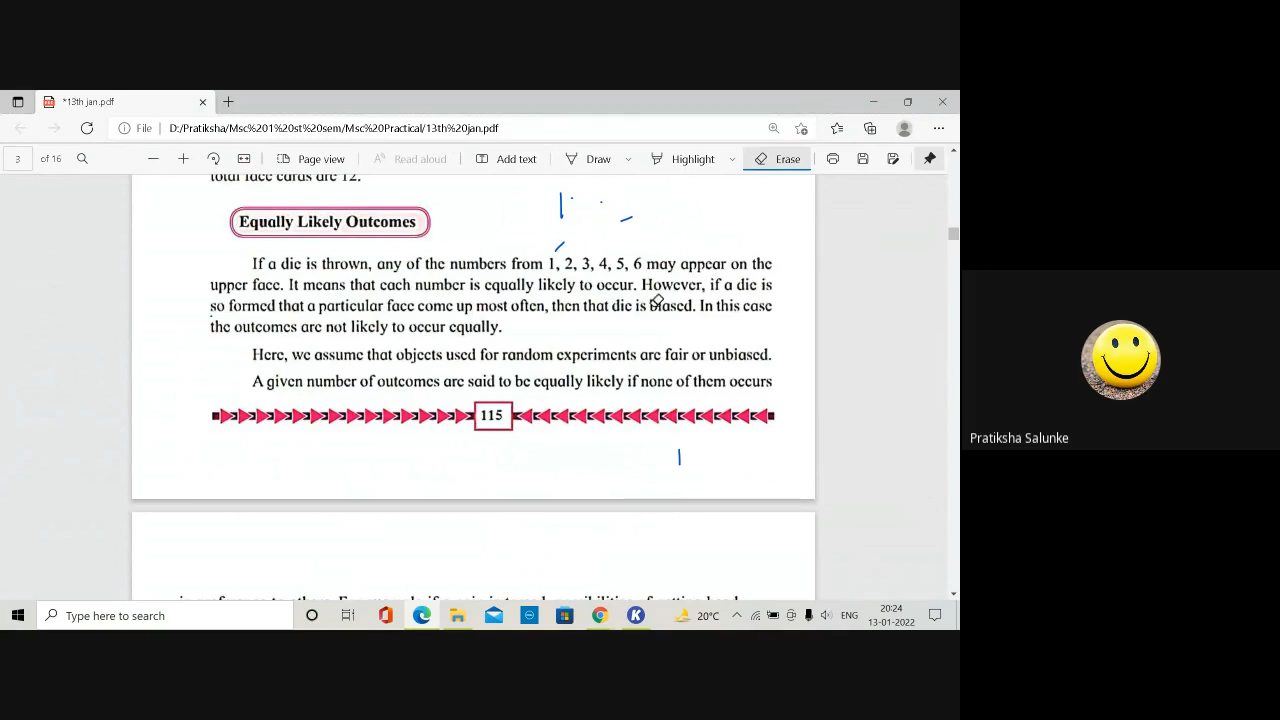 *13th jan.pdf
File D:/Pratiksha/Msc%201%20st%20sem/Msc%20Practical/13th%20jan.pdf
3 of 16 Page view Read aloud Add text Draw Highlight Erase
total face cards are 12.
Equally Likely Outcomes
If a die is thrown, any of the numbers from 1, 2, 3, 4, 5, 6 may appear on the
upper face. It means that each number is equally likely to occur. However, if a die is
so formed that a particular face come up most often, then that die is biased. In this case
the outcomes are not likely to occur equally.
Here, we assume that objects used for random experiments are fair or unbiased.
A given number of outcomes are said to be equally likely if none of them occurs
115
Pratiksha Salunke
Type here to search
20°C
ENG
20:24
13-01-2022